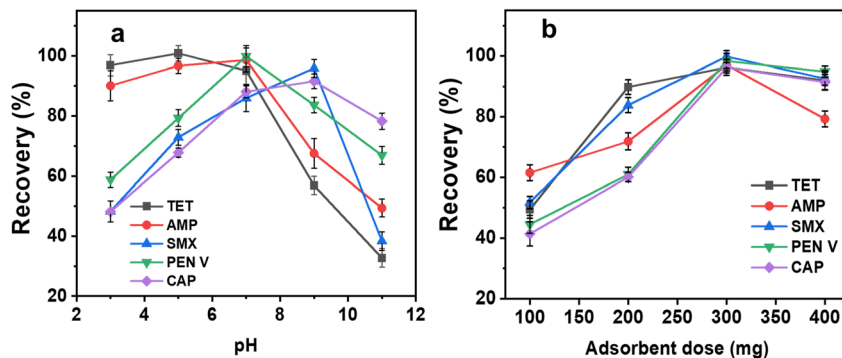 a
Recovery (%)
100
80
60
40
20
TET
AMP
SMX
PEN V
CAP
2 4 6 8 10 12
pH
b
Recovery (%)
100
80
60
40
20
TET
AMP
SMX
PEN V
CAP
100 150 200 250 300 350 400
Adsorbent dose (mg)